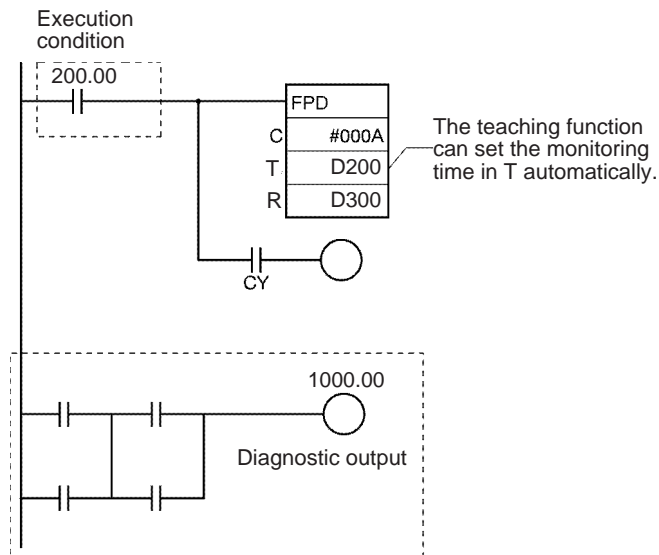 Execution
condition
200.00
FPD
C #000A
T D200
R D300
The teaching function
can set the monitoring
time in T automatically.
CY
1000.00
Diagnostic output